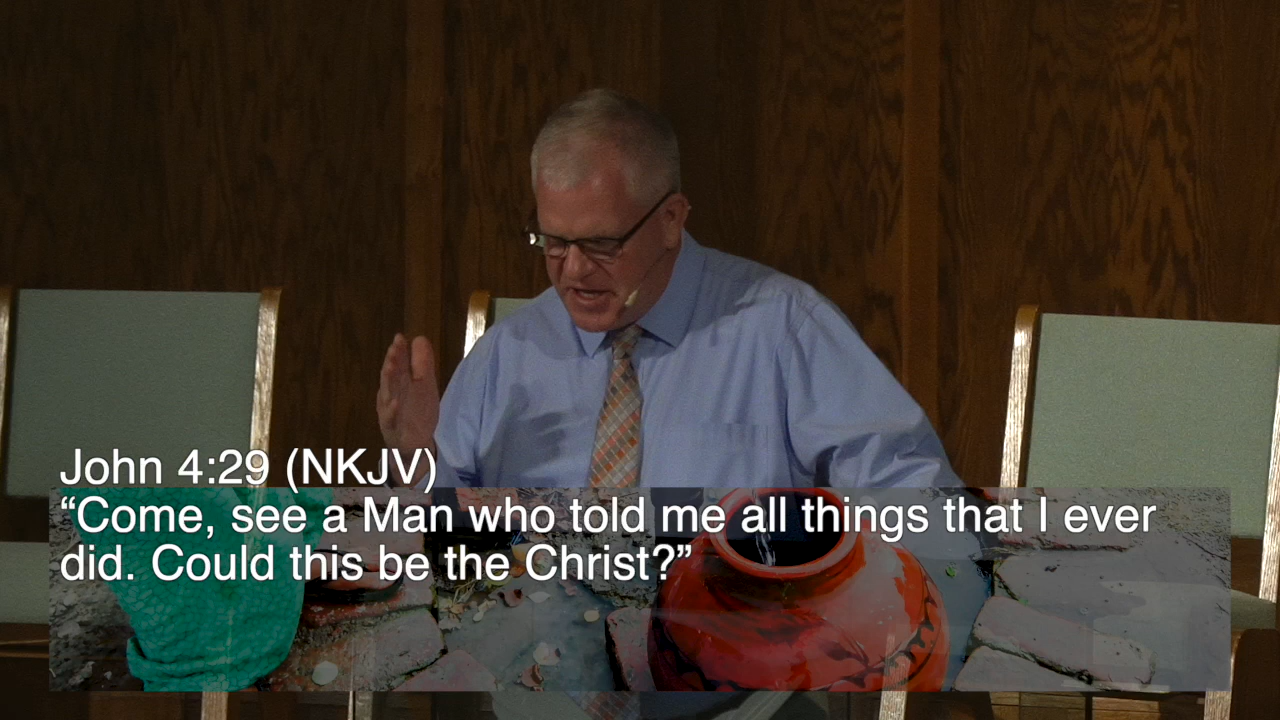 John 4:29 (NKJV)
“Come, see a Man who told me all things that I ever
did. Could this be the Christ?”